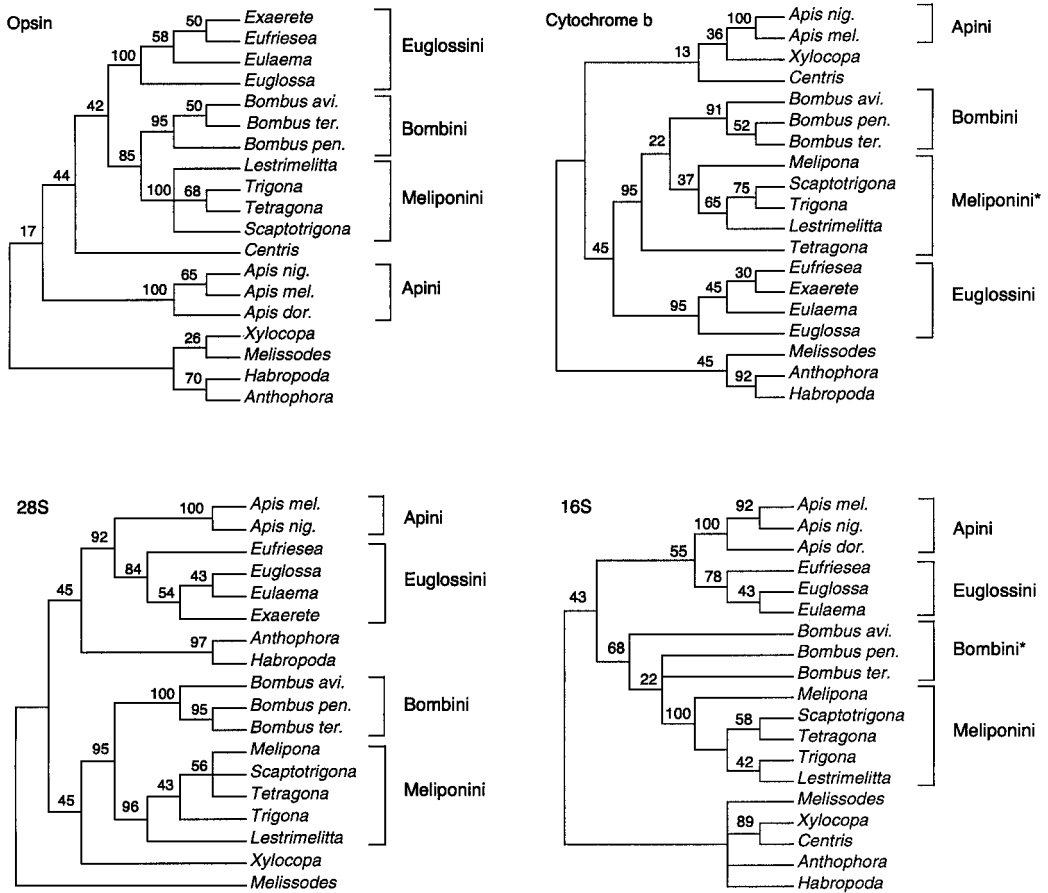 Opsin
50
Exaerete
58
Eufriesea
100
Eulaema
Euglossa
Euglossini
42
50
Bombus avi.
95
Bombus ter.
Bombus pen.
Bombini
85
Lestrimelitta
100
68
Trigona
Tetragona
Scaptotrigona
Meliponini
44
Centris
17
65
Apis nig.
100
Apis mel.
Apis dor.
Apini
26
Xylocopa
Melissodes
70
Habropoda
Anthophora
Cytochrome b
100
Apis nig.
36
Apis mel.
13
Xylocopa
Centris
Apini
91
Bombus avi.
52
Bombus pen.
Bombus ter.
Bombini
22
Melipona
37
75
Scaptotrigona
65
Trigona
Lestrimelitta
95
Tetragona
Meliponini*
45
30
Eufriesea
45
Exaerete
95
Eulaema
Euglossa
Euglossini
45
Melissodes
92
Anthophora
Habropoda
28S
100
Apis mel.
Apis nig.
Apini
92
Eufriesea
84
43
Euglossa
54
Eulaema
Exaerete
Euglossini
45
97
Anthophora
Habropoda
100
Bombus avi.
95
Bombus pen.
Bombus ter.
Bombini
95
Melipona
56
Scaptotrigona
43
Tetragona
96
Trigona
Lestrimelitta
Meliponini
45
Xylocopa
Melissodes
16S
92
Apis mel.
100
Apis nig.
Apis dor.
Apini
55
Eufriesea
78
43
Euglossa
Eulaema
Euglossini
43
Bombus avi.
68
Bombus pen.
22
Bombus ter.
Bombini*
Melipona
100
58
Scaptotrigona
Tetragona
42
Trigona
Lestrimelitta
Meliponini
Melissodes
89
Xylocopa
Centris
Anthophora
Habropoda